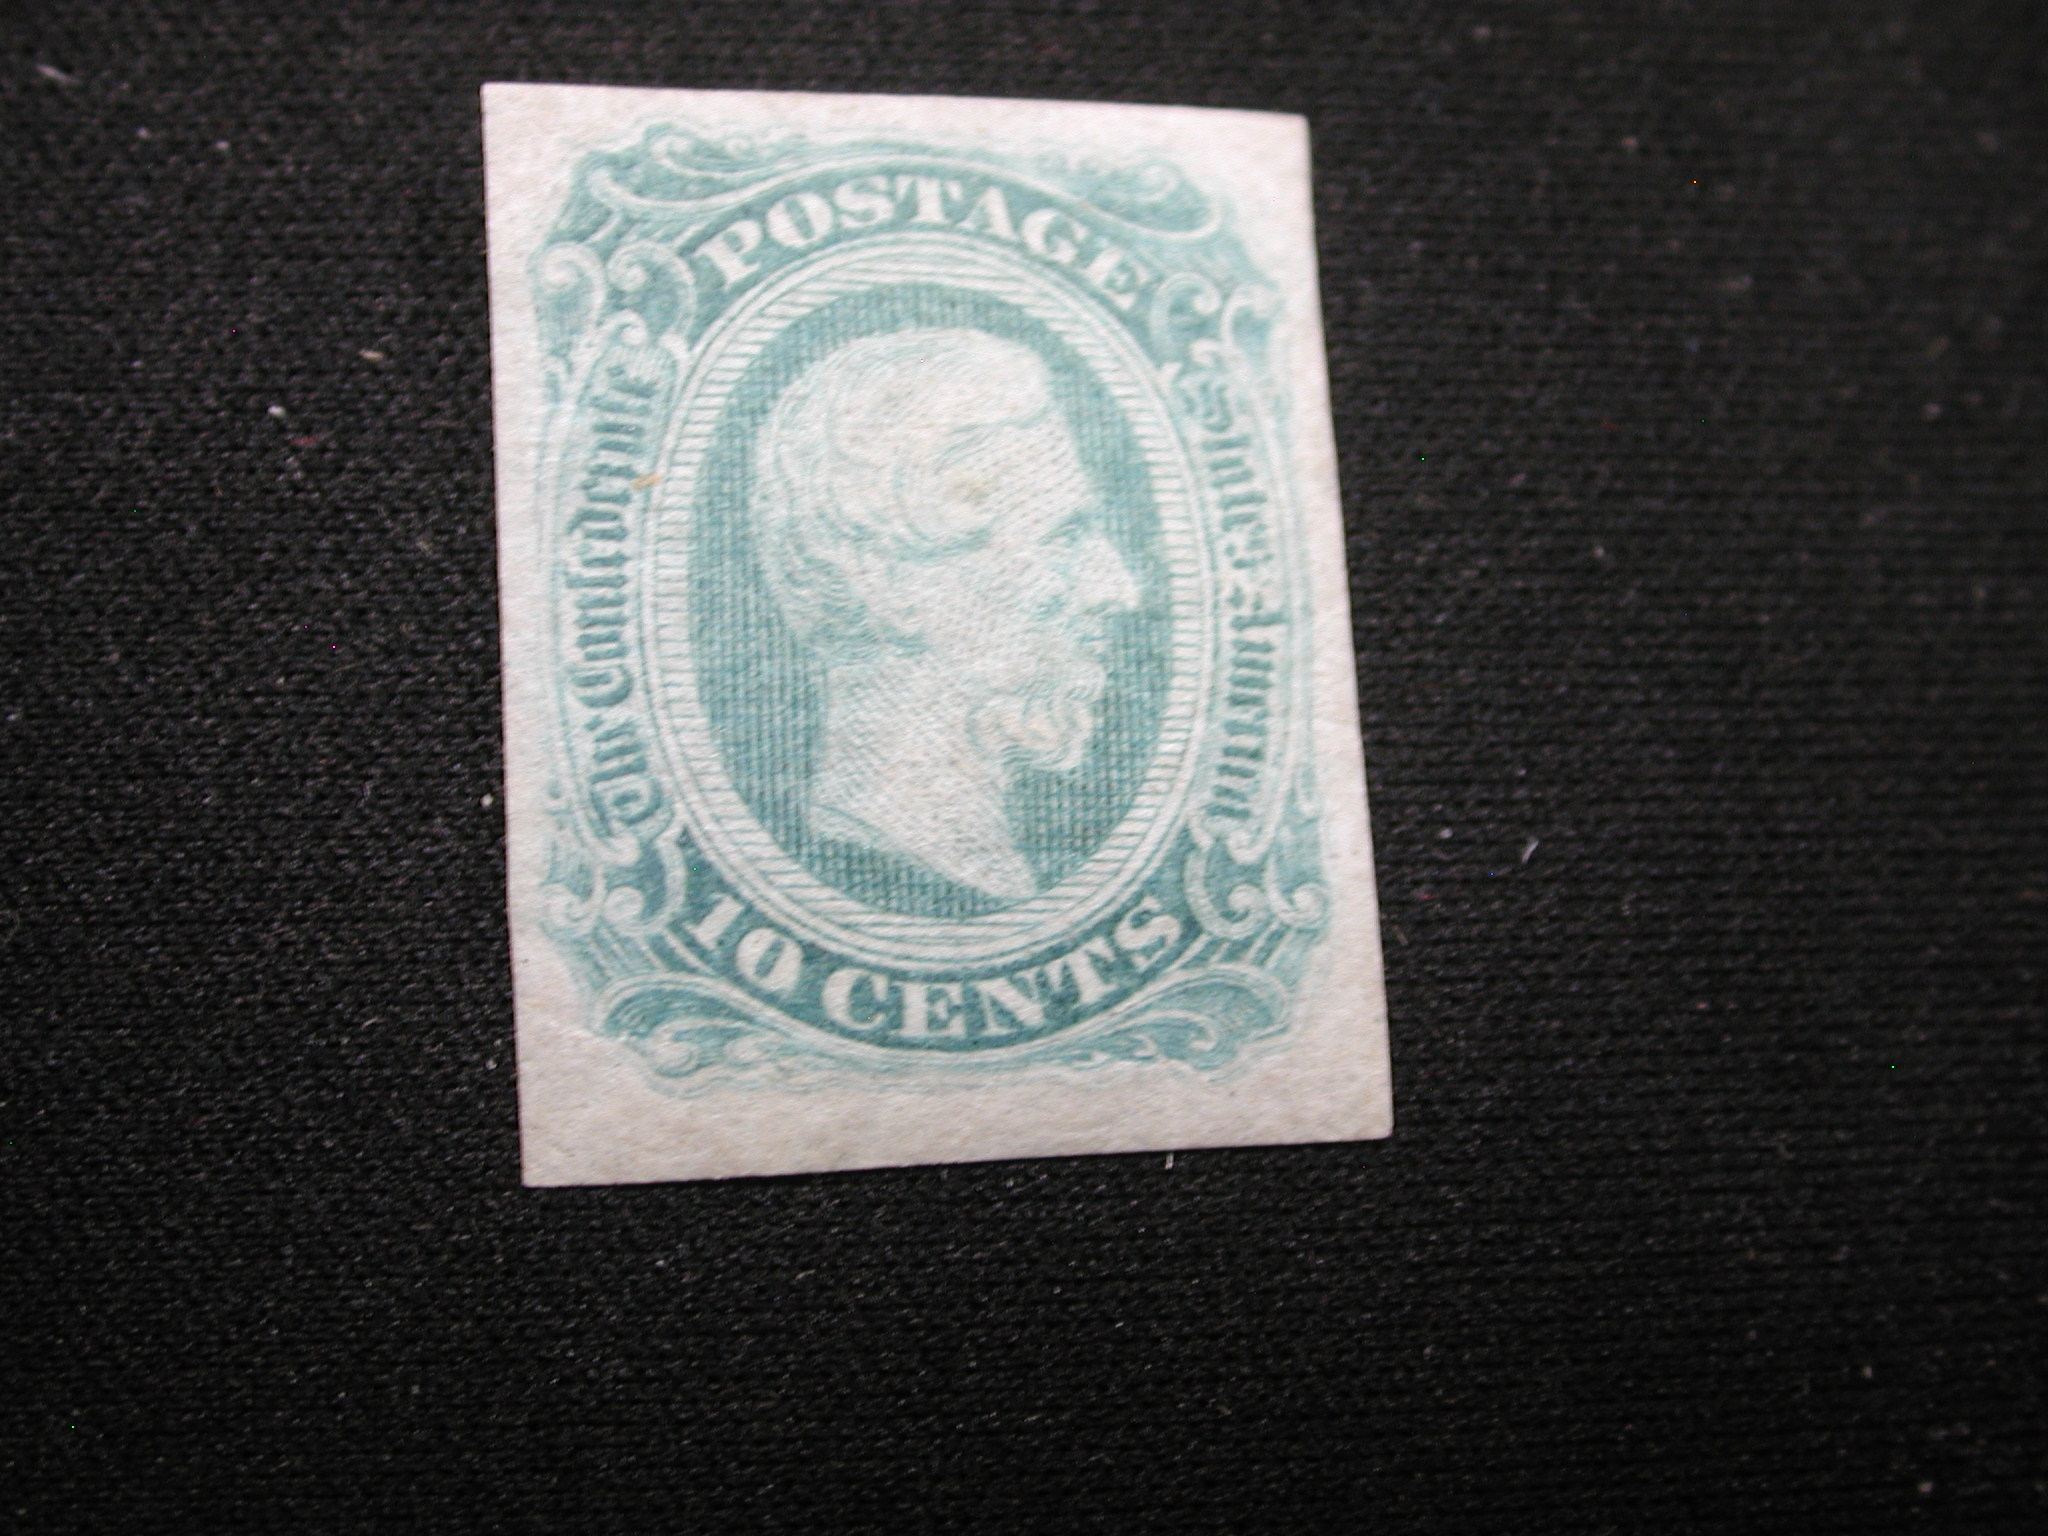 POSTAGE
The Confederate
States of America
10 CENTS